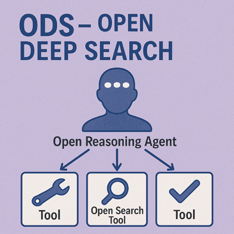 ODS – OPEN
DEEP SEARCH
Open Reasoning Agent
Tool
Open Search
Tool
Tool